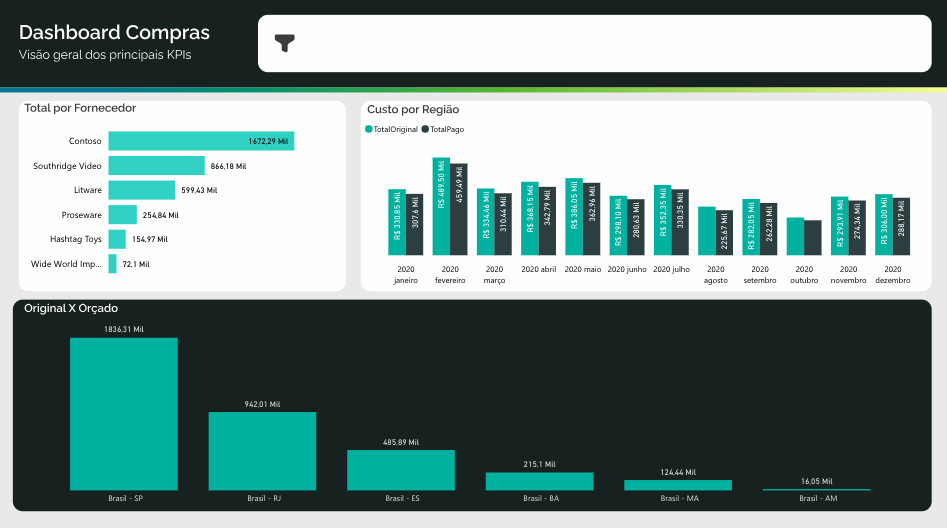 Dashboard Compras
Visão geral dos principais KPIs
Total por Fornecedor
Contoso 1672,29 Mil
Southridge Video 866,18 Mil
Litware 599,43 Mil
Proseware 254,84 Mil
Hashtag Toys 154,97 Mil
Wide World Imp... 72,1 Mil
Custo por Região
TotalOriginal TotalPago
R$ 330,85 Mil 307,6 Mil
R$ 489,50 Mil 459,49 Mil
R$ 334,46 Mil 310,44 Mil
R$ 368,15 Mil 342,79 Mil
R$ 386,05 Mil 362,96 Mil
R$ 298,10 Mil 280,63 Mil
R$ 352,35 Mil 330,35 Mil
225,67 Mil
R$ 282,05 Mil 262,28 Mil
R$ 293,91 Mil 274,34 Mil
R$ 306,00 Mil 288,17 Mil
2020 2020 2020 2020 abril 2020 maio 2020 junho 2020 julho 2020 2020 2020 2020 2020
janeiro fevereiro março agosto setembro outubro novembro dezembro
Original X Orçado
1836,31 Mil
942,01 Mil
485,89 Mil
215,1 Mil
124,44 Mil
16,05 Mil
Brasil - SP Brasil - RJ Brasil - ES Brasil - BA Brasil - MA Brasil - AM